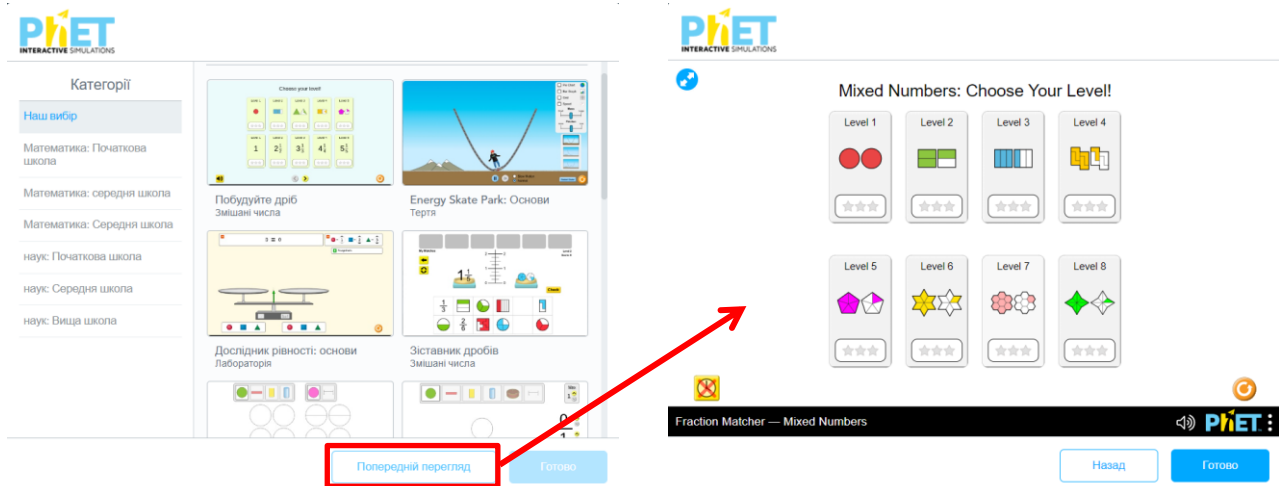 PhET
INTERACTIVE SIMULATIONS
Категорії
Наш вибір
Математика: Початкова
школа
Математика: середня школа
Математика: Середня школа
наук: Початкова школа
наук: Середня школа
наук: Вища школа
Choose your level!
Побудуйте дріб
Змішані числа
Energy Skate Park: Основи
Тертя
Дослідник рівності: основи
Лабораторія
Check
Зіставник дробів
Змішані числа
Попередній перегляд
Готово
PhET
INTERACTIVE SIMULATIONS
Mixed Numbers: Choose Your Level!
Level 1 Level 2 Level 3 Level 4
Level 5 Level 6 Level 7 Level 8
Fraction Matcher — Mixed Numbers
PhET
Назад
Готово